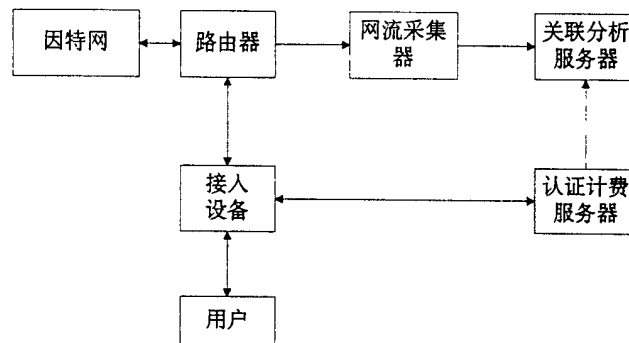 因特网
路由器
网流采集
器
关联分析
服务器
接入
设备
认证计费
服务器
用户